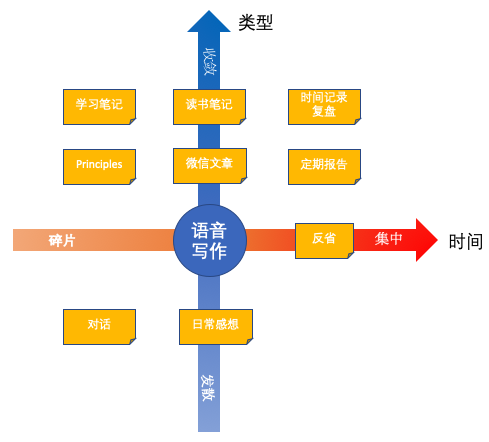 类型
收敛
学习笔记
读书笔记
时间记录
复盘
Principles
微信文章
定期报告
语音
写作
碎片
反省
集中
时间
对话
日常感想
发散